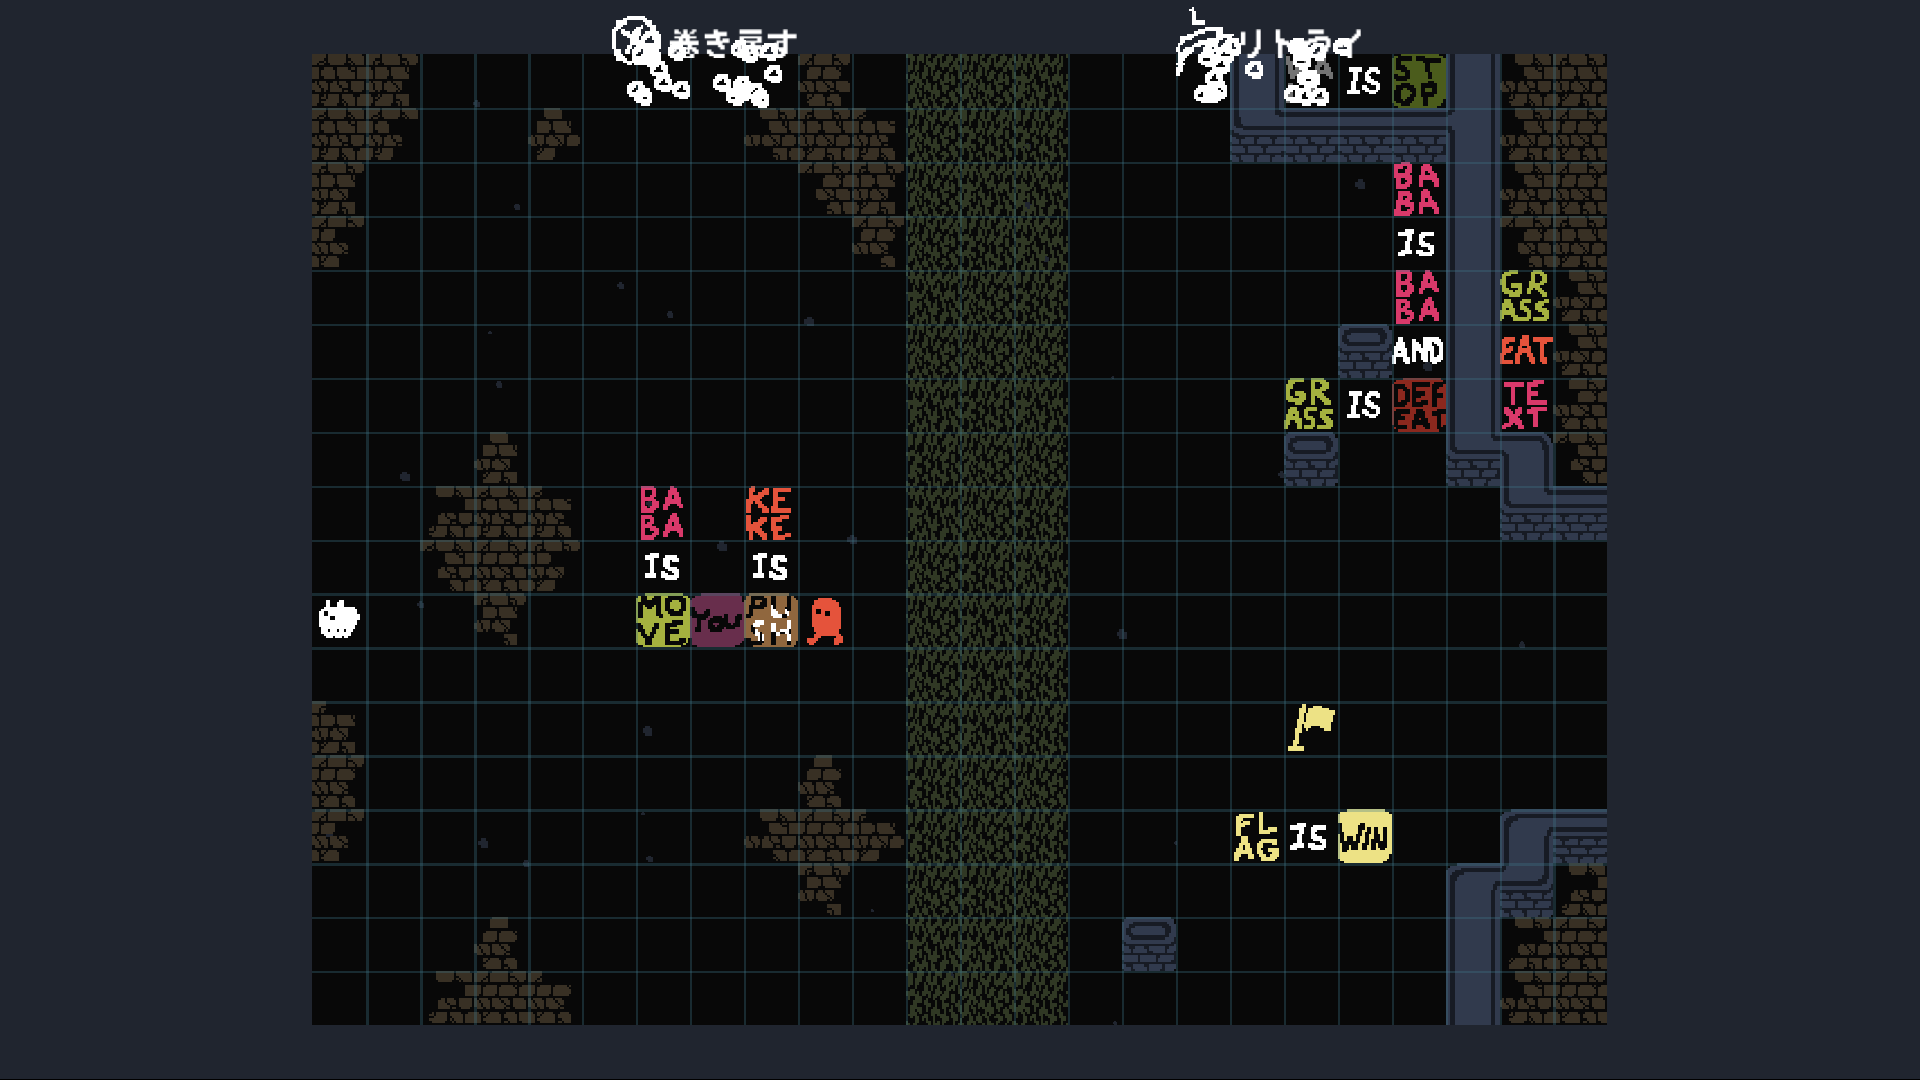 巻き戻す リトライ
IS STOP
BABA
IS
BABA GRASS
AND EAT
GRASS IS DEFEAT TEXT
BABA KEKE
IS IS
MOVE YOU PUSH
FLAG IS WIN